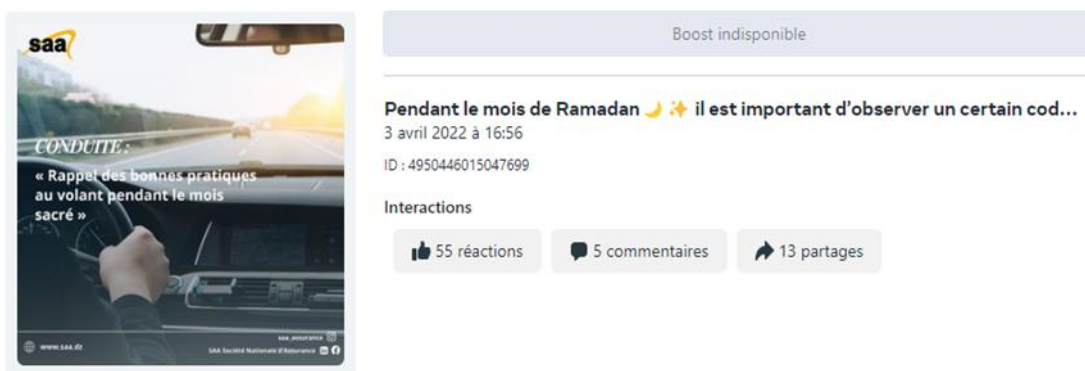 saa
CONDUITE :
« Rappel des bonnes pratiques
au volant pendant le mois
sacré »
www.saa.dz
saa_assurance
SAA Société Nationale d'Assurance
Boost indisponible
Pendant le mois de Ramadan 🌙 ✨ il est important d'observer un certain cod...
3 avril 2022 à 16:56
ID : 4950446015047699
Interactions
55 réactions
5 commentaires
13 partages